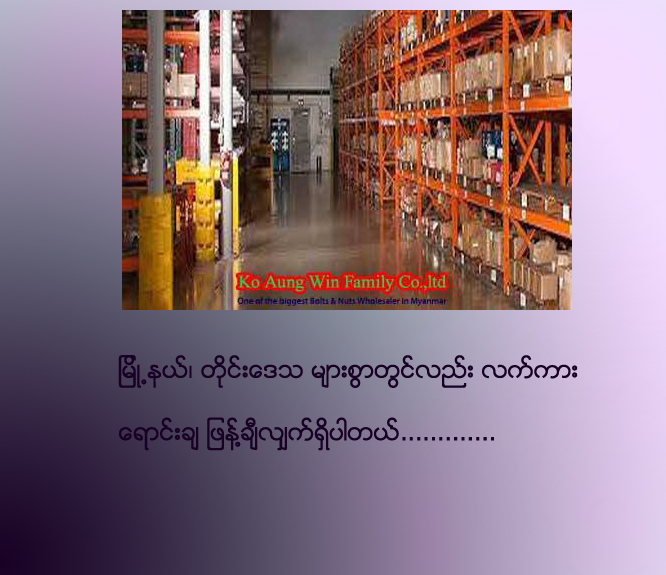 Ko Aung Win Family Co.,ltd
One of the biggest Bolts & Nuts Wholesaler in Myanmar
မြို့နယ်၊ တိုင်းဒေသ များစွာတွင်လည်း လက်ကား
ရောင်းချ ဖြန့်ချီလျှက်ရှိပါတယ်.............